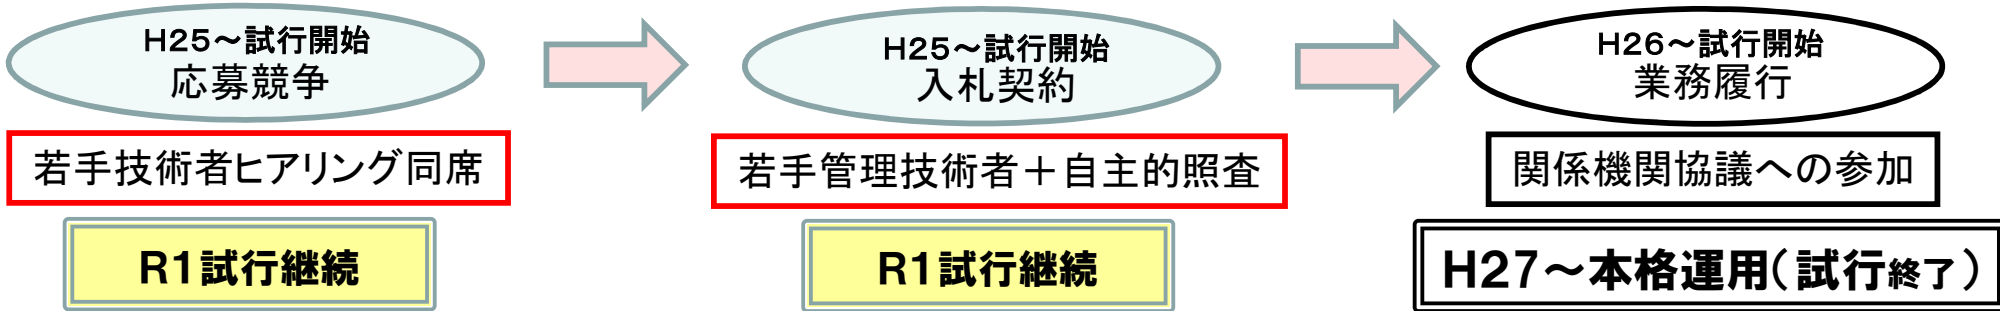 H25～試行開始
応募競争
若手技術者ヒアリング同席
R1試行継続
H25～試行開始
入札契約
若手管理技術者＋自主的照査
R1試行継続
H26～試行開始
業務履行
関係機関協議への参加
H27～本格運用(試行終了)